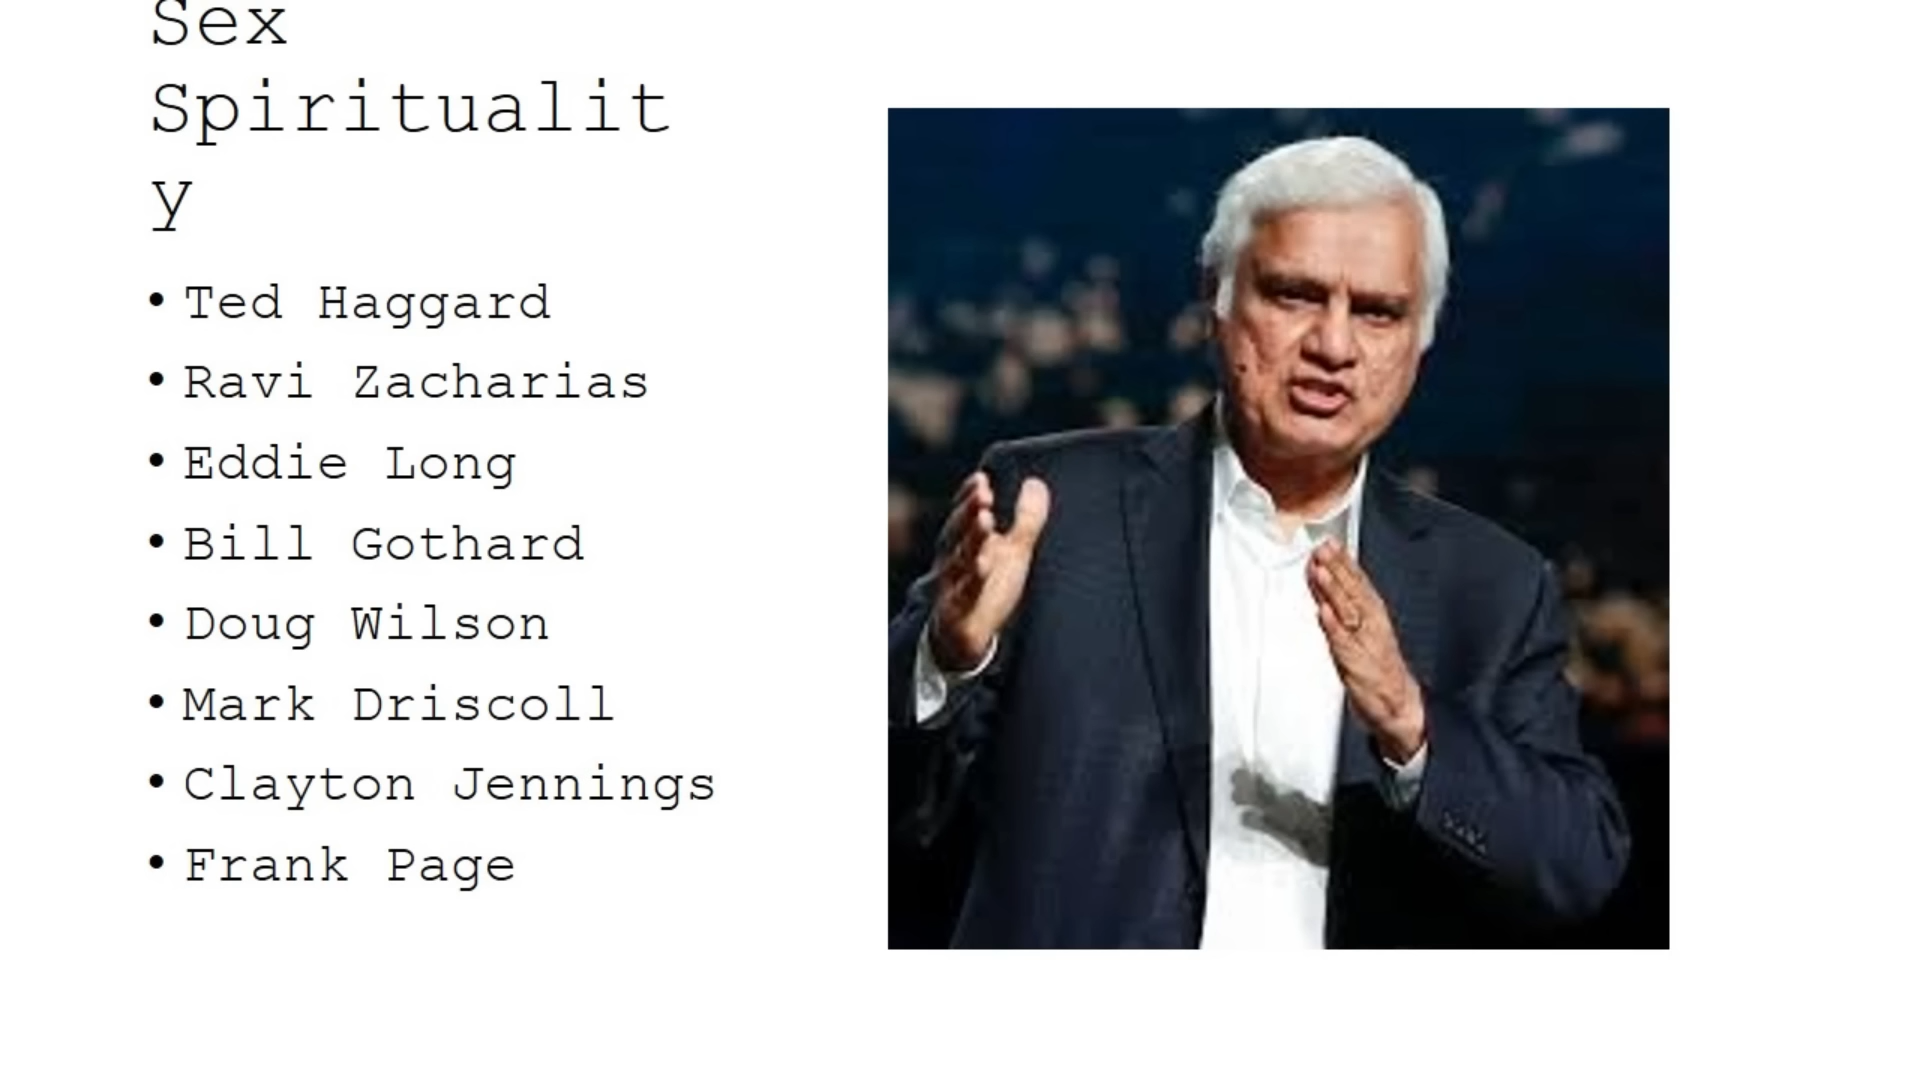 Sex
Spiritualit
y
• Ted Haggard
• Ravi Zacharias
• Eddie Long
• Bill Gothard
• Doug Wilson
• Mark Driscoll
• Clayton Jennings
• Frank Page